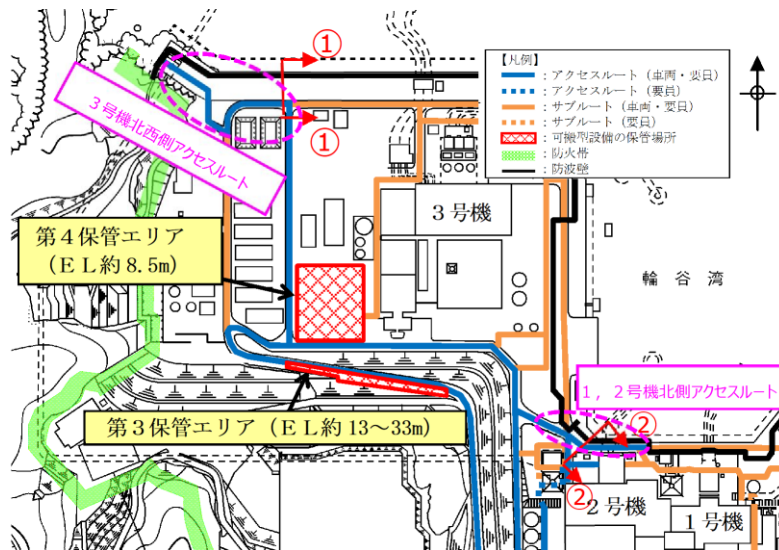 ①
①
３号機北西側アクセスルート
【凡例】
：アクセスルート（車両・要員）
：アクセスルート（要員）
：サブルート（車両・要員）
：サブルート（要員）
：可搬型設備の保管場所
：防火帯
：防波壁
３号機
第４保管エリア
（ＥＬ約 8.5m）
輪谷湾
第３保管エリア（ＥＬ約 13～33m）
１，２号機北側アクセスルート
②
②
２号機
１号機